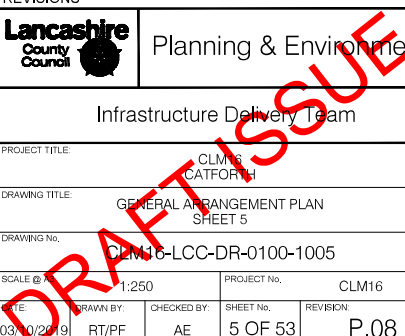 REVISIONS
Lancashire
County
Council
Planning & Environme
Infrastructure Delivery Team
PROJECT TITLE:
CLM16
CATFORTH
DRAWING TITLE:
GENERAL ARRANGEMENT PLAN
SHEET 5
DRAWING No.
CLM16-LCC-DR-0100-1005
SCALE @ A3
1:250
PROJECT No.
CLM16
DATE:
DRAWN BY:
CHECKED BY:
SHEET No.
REVISION:
03/10/2019
RT/PF
AE
5 OF 53
P.08
DRAFT ISSUE